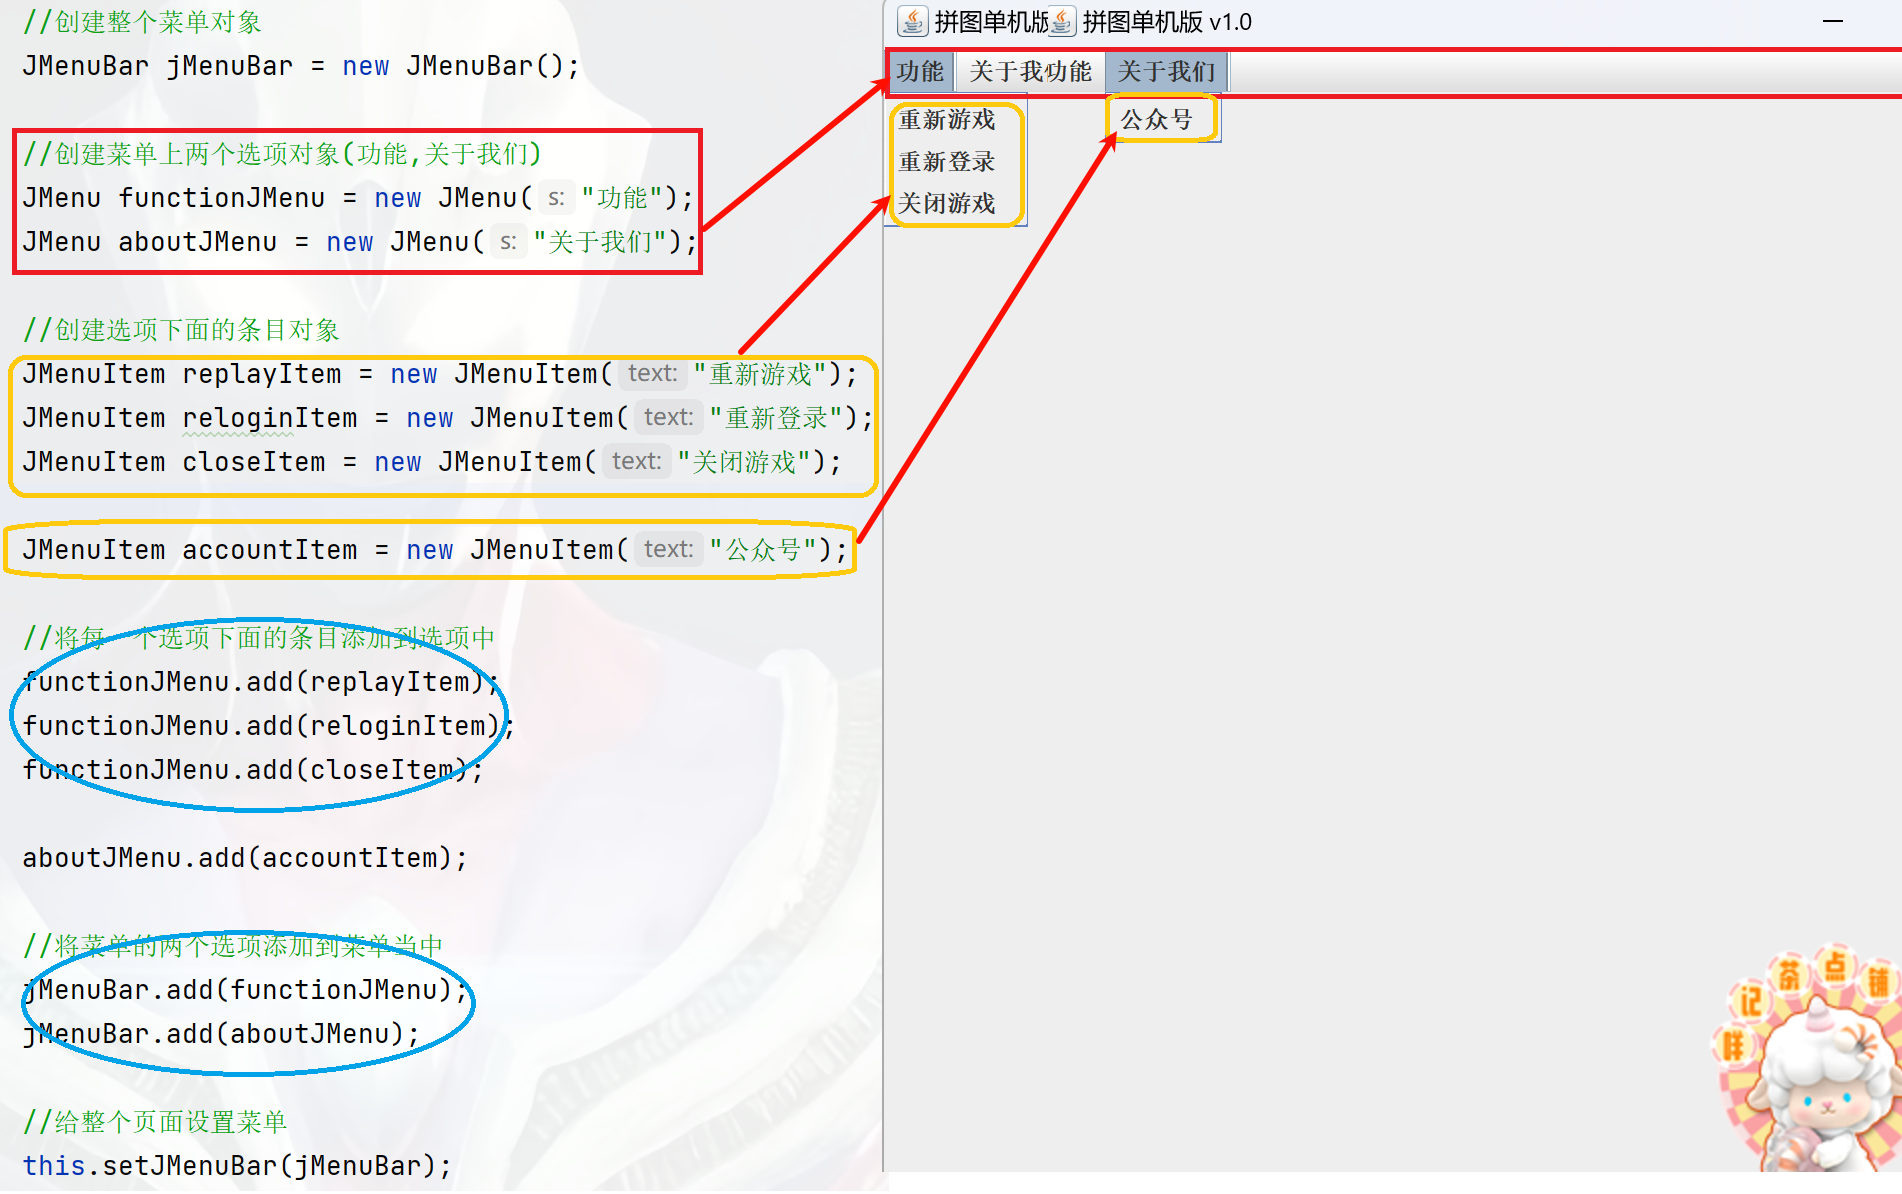 //创建整个菜单对象
JMenuBar jMenuBar = new JMenuBar();
//创建菜单上两个选项对象(功能,关于我们)
JMenu functionJMenu = new JMenu( s: "功能");
JMenu aboutJMenu = new JMenu( s: "关于我们");
//创建选项下面的条目对象
JMenuItem replayItem = new JMenuItem( text: "重新游戏");
JMenuItem reloginItem = new JMenuItem( text: "重新登录");
JMenuItem closeItem = new JMenuItem( text: "关闭游戏");
JMenuItem accountItem = new JMenuItem( text: "公众号");
//将每一个选项下面的条目添加到选项中
functionJMenu.add(replayItem);
functionJMenu.add(reloginItem);
functionJMenu.add(closeItem);
aboutJMenu.add(accountItem);
//将菜单的两个选项添加到菜单当中
jMenuBar.add(functionJMenu);
jMenuBar.add(aboutJMenu);
//给整个页面设置菜单
this.setJMenuBar(jMenuBar);
拼图单机版 拼图单机版 v1.0
功能 关于我功能 关于我们
重新游戏
重新登录
关闭游戏
公众号
咩记茶点铺